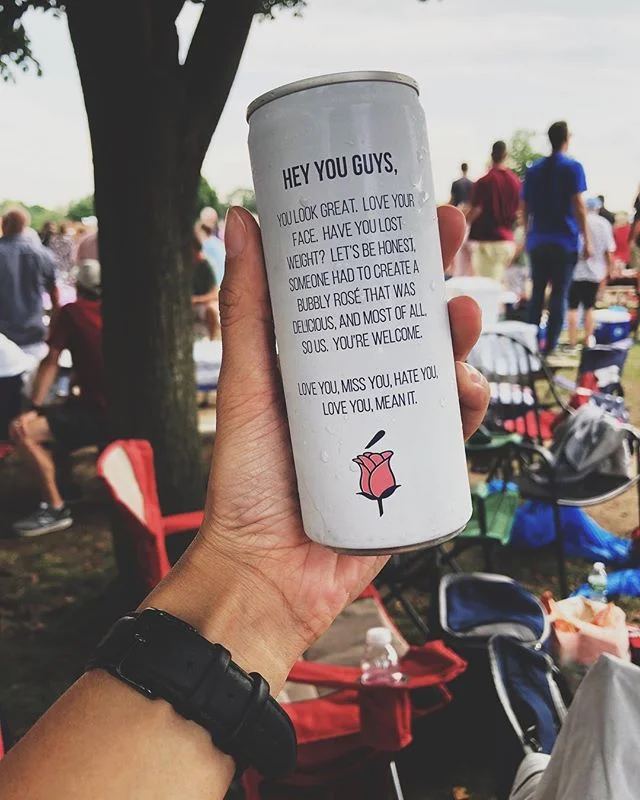 HEY YOU GUYS,
YOU LOOK GREAT. LOVE YOUR
FACE. HAVE YOU LOST
WEIGHT? LET'S BE HONEST,
SOMEONE HAD TO CREATE A
BUBBLY ROSÉ THAT WAS
DELICIOUS, AND MOST OF ALL,
SO US. YOU'RE WELCOME.
LOVE YOU, MISS YOU, HATE YOU,
LOVE YOU, MEAN IT.